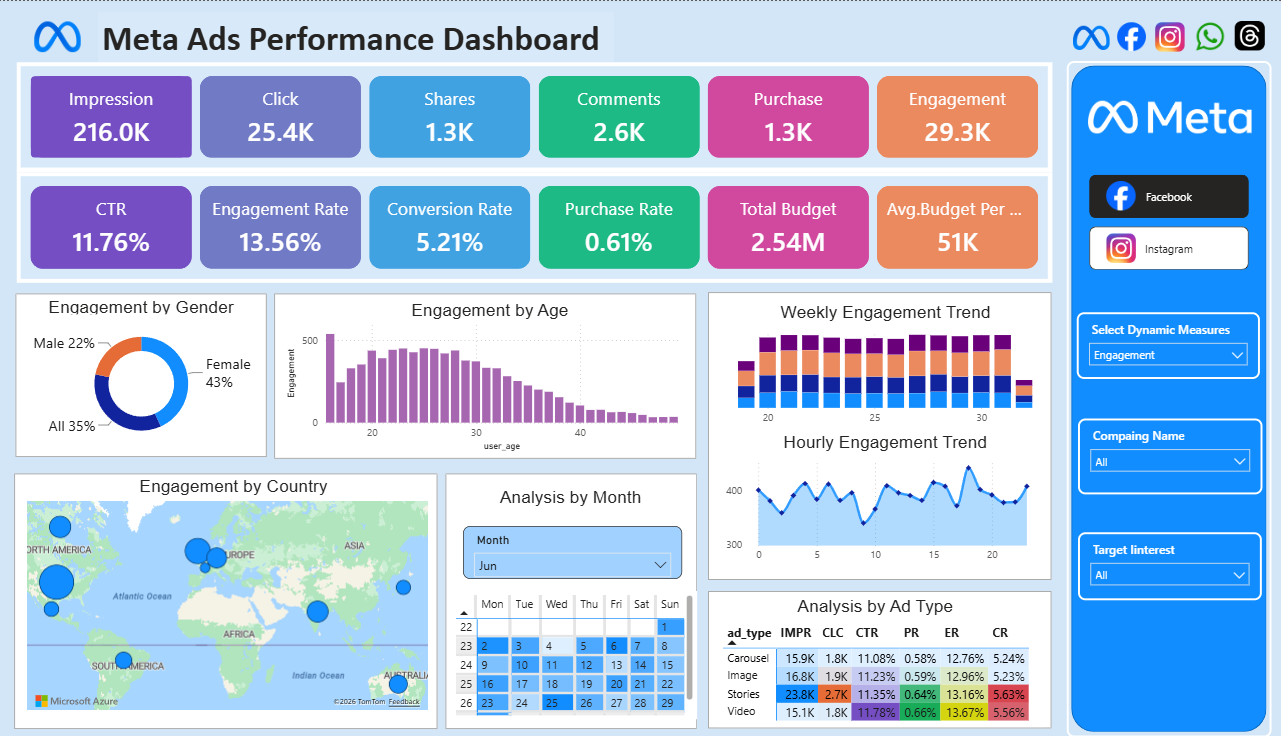 Meta Ads Performance Dashboard
Impression
216.0K
Click
25.4K
Shares
1.3K
Comments
2.6K
Purchase
1.3K
Engagement
29.3K
CTR
11.76%
Engagement Rate
13.56%
Conversion Rate
5.21%
Purchase Rate
0.61%
Total Budget
2.54M
Avg.Budget Per ...
51K
Meta
Facebook
Instagram
Select Dynamic Measures
Engagement
Compaing Name
All
Target Iinterest
All
Engagement by Gender
Male 22%
Female
43%
All 35%
Engagement by Age
Engagement
500
0
20 30 40
user_age
Weekly Engagement Trend
20 25 30
Hourly Engagement Trend
400
300
0 5 10 15 20
Engagement by Country
ORTH AMERICA
UROPE
ASIA
Atlantic Ocean
AFRICA
SOUTH AMERICA
Indian Ocean
AUSTRALIA
Microsoft Azure
©2026 TomTom Feedback
Analysis by Month
Month
Jun
Mon Tue Wed Thu Fri Sat Sun
22 1
23 2 3 4 5 6 7 8
24 9 10 11 12 13 14 15
25 16 17 18 19 20 21 22
26 23 24 25 26 27 28 29
Analysis by Ad Type
ad_type IMPR CLC CTR PR ER CR
Carousel 15.9K 1.8K 11.08% 0.58% 12.76% 5.24%
Image 16.8K 1.9K 11.23% 0.59% 12.96% 5.23%
Stories 23.8K 2.7K 11.35% 0.64% 13.16% 5.63%
Video 15.1K 1.8K 11.78% 0.66% 13.67% 5.56%